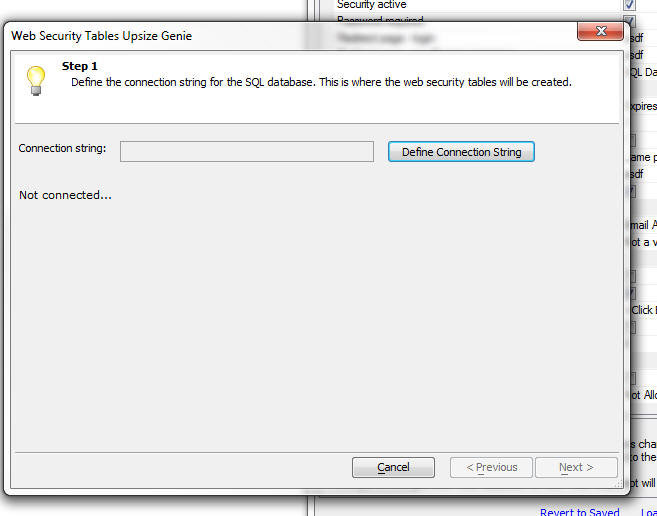 Security active
Password required
Web Security Tables Upsize Genie
Step 1
Define the connection string for the SQL database. This is where the web security tables will be created.
Connection string:
Define Connection String
Not connected...
Cancel
< Previous
Next >
sdf
sdf
QL Da
xpires
ame p
sdf
mail A
ot a v
Click
ot Allo
s cha
to the
ot will
Revert to Saved
Loa